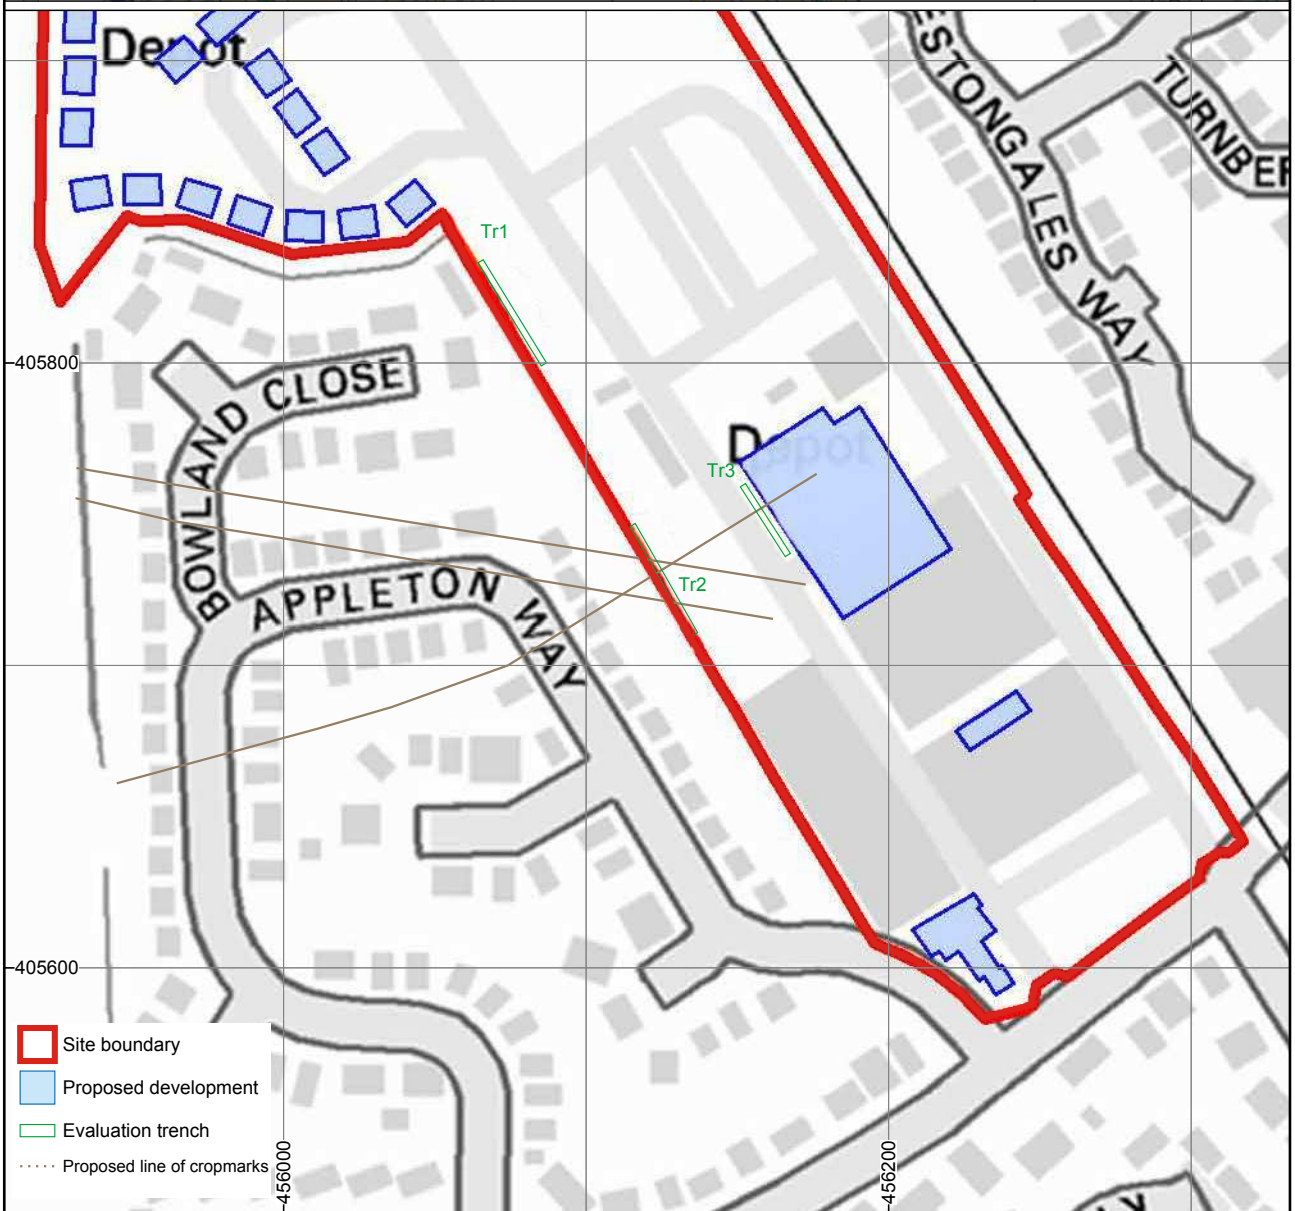 Depot
ESTONGALES WAY
TURNBER
Tr1
405800
BOWLAND CLOSE
Depot
Tr3
Tr2
APPLETON WAY
405600
Site boundary
Proposed development
Evaluation trench
Proposed line of cropmarks
456000
456200